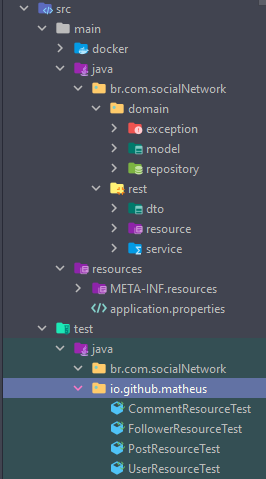 src
main
docker
java
br.com.socialNetwork
domain
exception
model
repository
rest
dto
resource
service
resources
META-INF.resources
application.properties
test
java
br.com.socialNetwork
io.github.matheus
CommentResourceTest
FollowerResourceTest
PostResourceTest
UserResourceTest